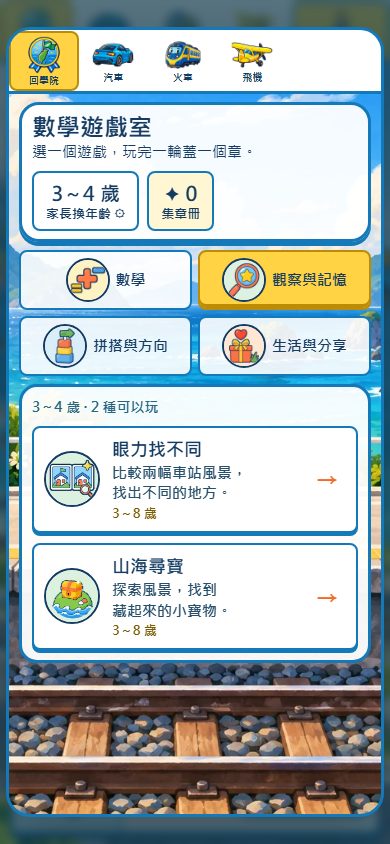 回學院
汽車
火車
飛機
數學遊戲室
選一個遊戲，玩完一輪蓋一個章。
3～4 歲
家長換年齡 ⚙
✦ 0
集章冊
數學
觀察與記憶
拼搭與方向
生活與分享
3～4 歲 · 2 種可以玩
眼力找不同
比較兩幅車站風景，
找出不同的地方。
3～8 歲
→
山海尋寶
探索風景，找到
藏起來的小寶物。
3～8 歲
→